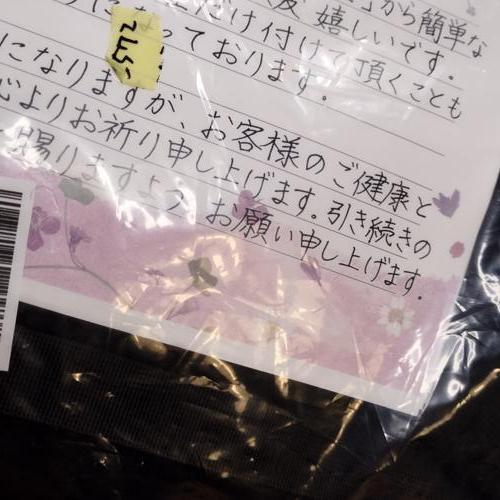 から簡単な
嬉しいです。
付けて頂くことも
っております。
になりますが、お客様のご健康と
心よりお祈り申し上げます。引き続きの
賜りますよう お願い申し上げます。